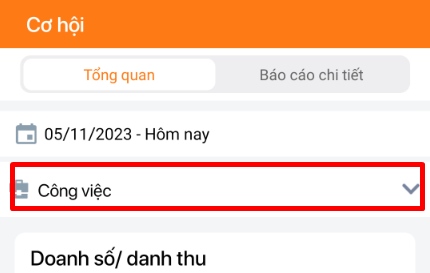 Cơ hội
Tổng quan
Báo cáo chi tiết
05/11/2023 - Hôm nay
Công việc
Doanh số/ danh thu